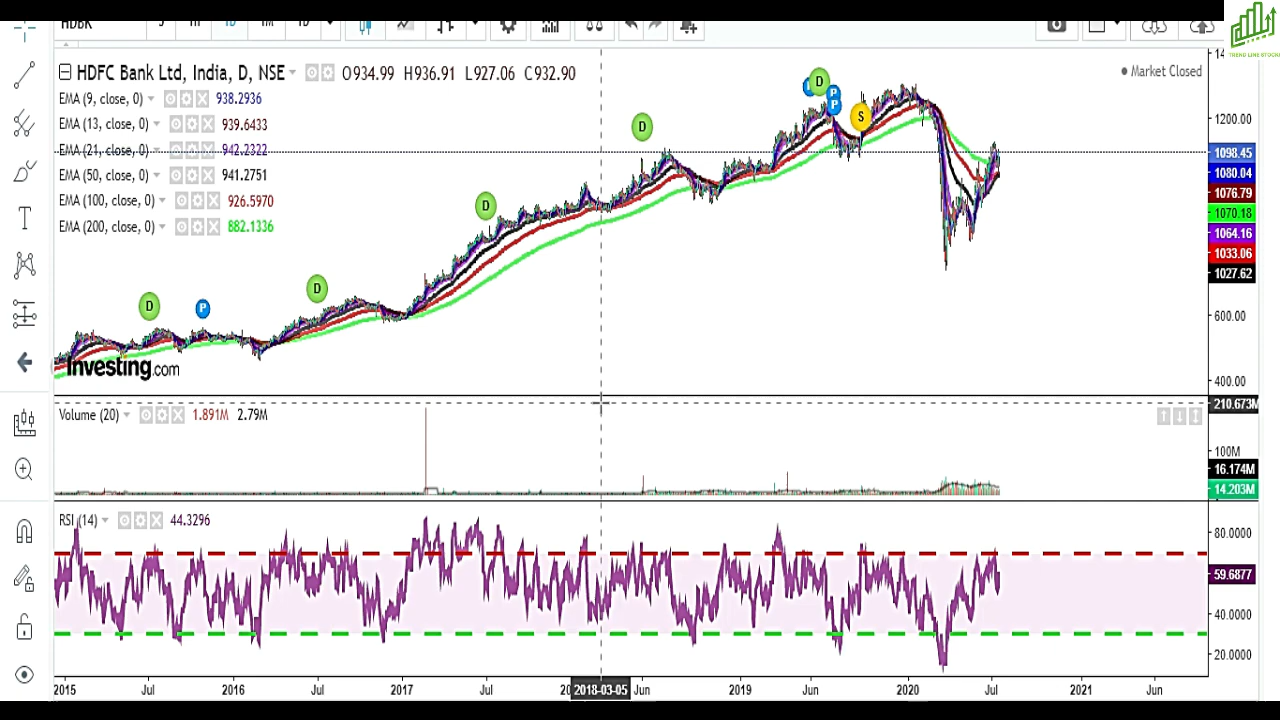 HDBK
1D
1M
HDFC Bank Ltd, India, D, NSE O934.99 H936.91 L927.06 C932.90
Market Closed
EMA (9, close, 0) 938.2936
EMA (13, close, 0) 939.6433
EMA (21, close, 0) 942.2322
EMA (50, close, 0) 941.2751
EMA (100, close, 0) 926.5970
EMA (200, close, 0) 882.1336
D
P
D
D
D
D
P
P
S
1200.00
1098.45
1080.04
1076.79
1070.18
1064.16
1033.06
1027.62
600.00
400.00
Investing.com
Volume (20) 1.891M 2.79M
210.673M
100M
16.174M
14.203M
RSI (14) 44.3296
80.0000
59.6877
40.0000
20.0000
2015 Jul 2016 Jul 2017 Jul 2018-03-05 Jun 2019 Jun 2020 Jul 2021 Jun
TREND LINE STOCKS